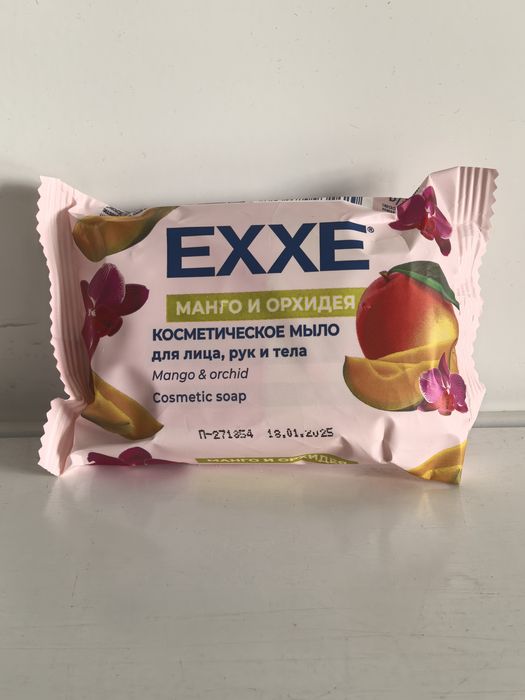 EXXE®
МАНГО И ОРХИДЕЯ
КОСМЕТИЧЕСКОЕ МЫЛО
для лица, рук и тела
Mango & orchid
Cosmetic soap
П-271854 18.01.2025
МАНГО И ОРХИДЕЯ